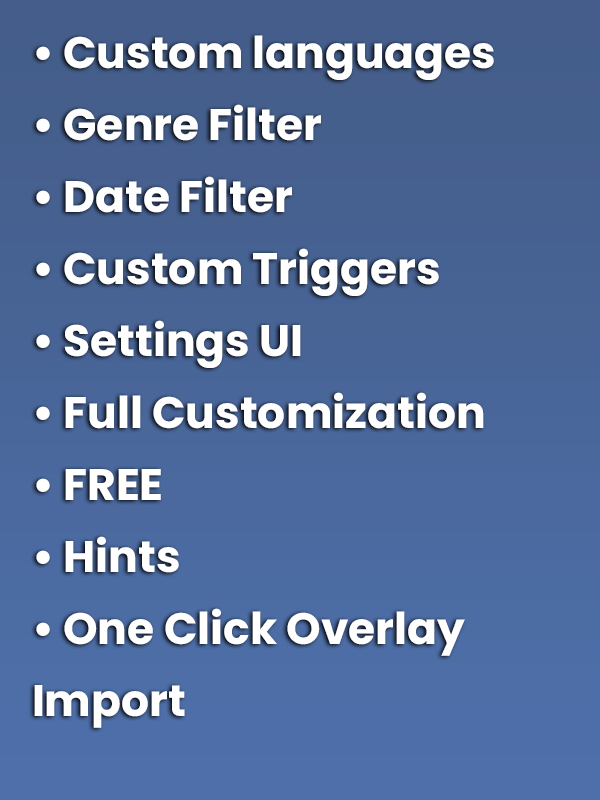 • Custom languages
• Genre Filter
• Date Filter
• Custom Triggers
• Settings UI
• Full Customization
• FREE
• Hints
• One Click Overlay
Import